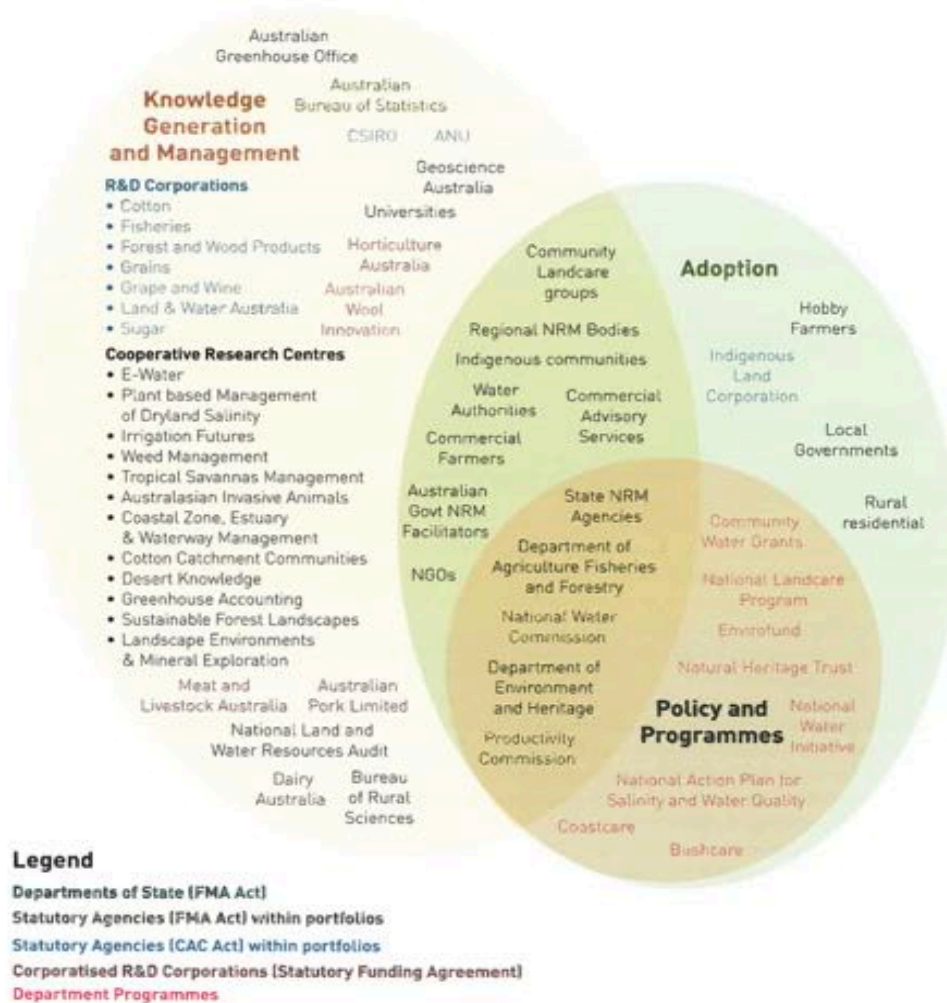 Australian
Greenhouse Office
Knowledge
Generation
and Management
Australian
Bureau of Statistics
CSIRO
ANU
Geoscience
Australia
Universities
R&D Corporations
• Cotton
• Fisheries
• Forest and Wood Products
• Grains
• Grape and Wine
• Land & Water Australia
• Sugar
Horticulture
Australia
Australian
Wool
Innovation
Cooperative Research Centres
• E-Water
• Plant based Management
of Dryland Salinity
• Irrigation Futures
• Weed Management
• Tropical Savannas Management
• Australasian Invasive Animals
• Coastal Zone, Estuary
& Waterway Management
• Cotton Catchment Communities
• Desert Knowledge
• Greenhouse Accounting
• Sustainable Forest Landscapes
• Landscape Environments
& Mineral Exploration
Meat and
Livestock Australia
Australian
Pork Limited
National Land and
Water Resources Audit
Dairy
Australia
Bureau
of Rural
Sciences
Community
Landcare
groups
Regional NRM Bodies
Indigenous communities
Water
Authorities
Commercial
Advisory
Services
Commercial
Farmers
Australian
Govt NRM
Facilitators
NGOs
State NRM
Agencies
Department of
Agriculture Fisheries
and Forestry
National Water
Commission
Department of
Environment
and Heritage
Productivity
Commission
Adoption
Hobby
Farmers
Indigenous
Land
Corporation
Local
Governments
Rural
residential
Community
Water Grants
National Landcare
Program
Envirofund
Natural Heritage Trust
Policy and
Programmes
National
Water
Initiative
National Action Plan for
Salinity and Water Quality
Coastcare
Bushcare
Legend
Departments of State (FMA Act)
Statutory Agencies (FMA Act) within portfolios
Statutory Agencies (CAC Act) within portfolios
Corporatised R&D Corporations (Statutory Funding Agreement)
Department Programmes